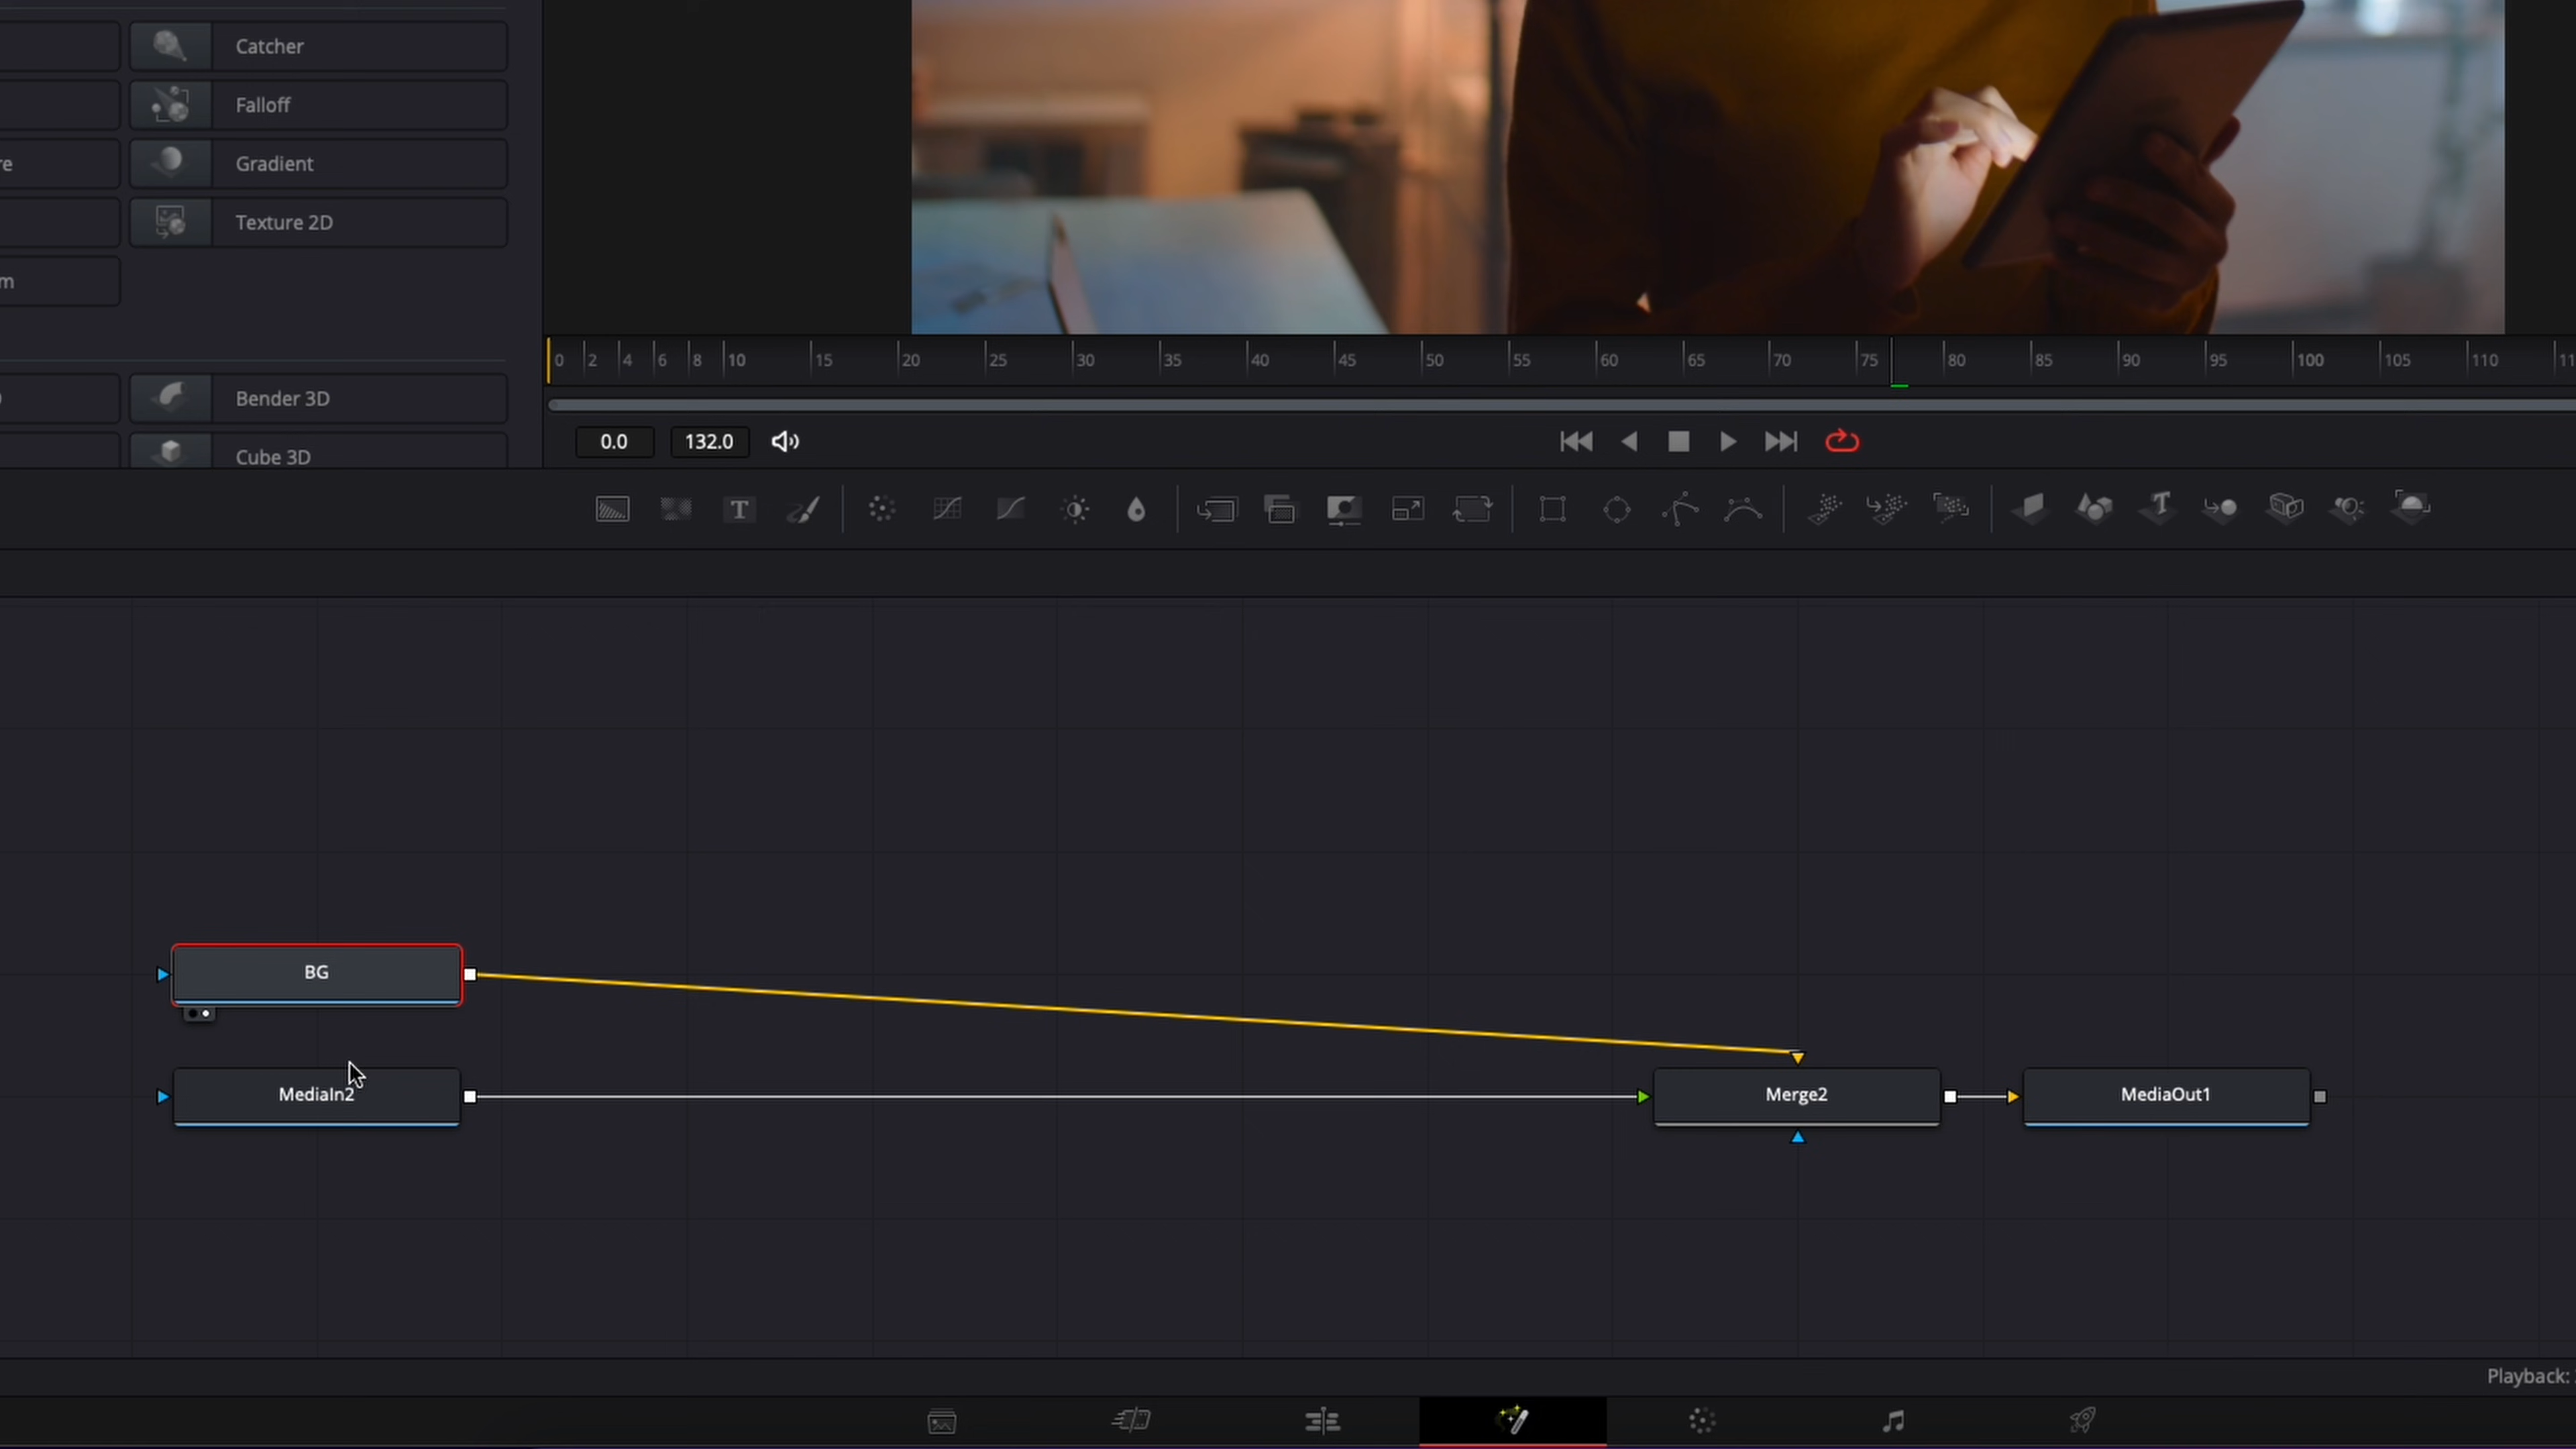 Catcher
Falloff
re
Gradient
Texture 2D
m
Bender 3D
Cube 3D
0 2 4 6 8 10 15 20 25 30 35 40 45 50 55 60 65 70 75 80 85 90 95 100 105 110 11
0.0 132.0
T
BG
MediaIn2
Merge2
MediaOut1
Playback: